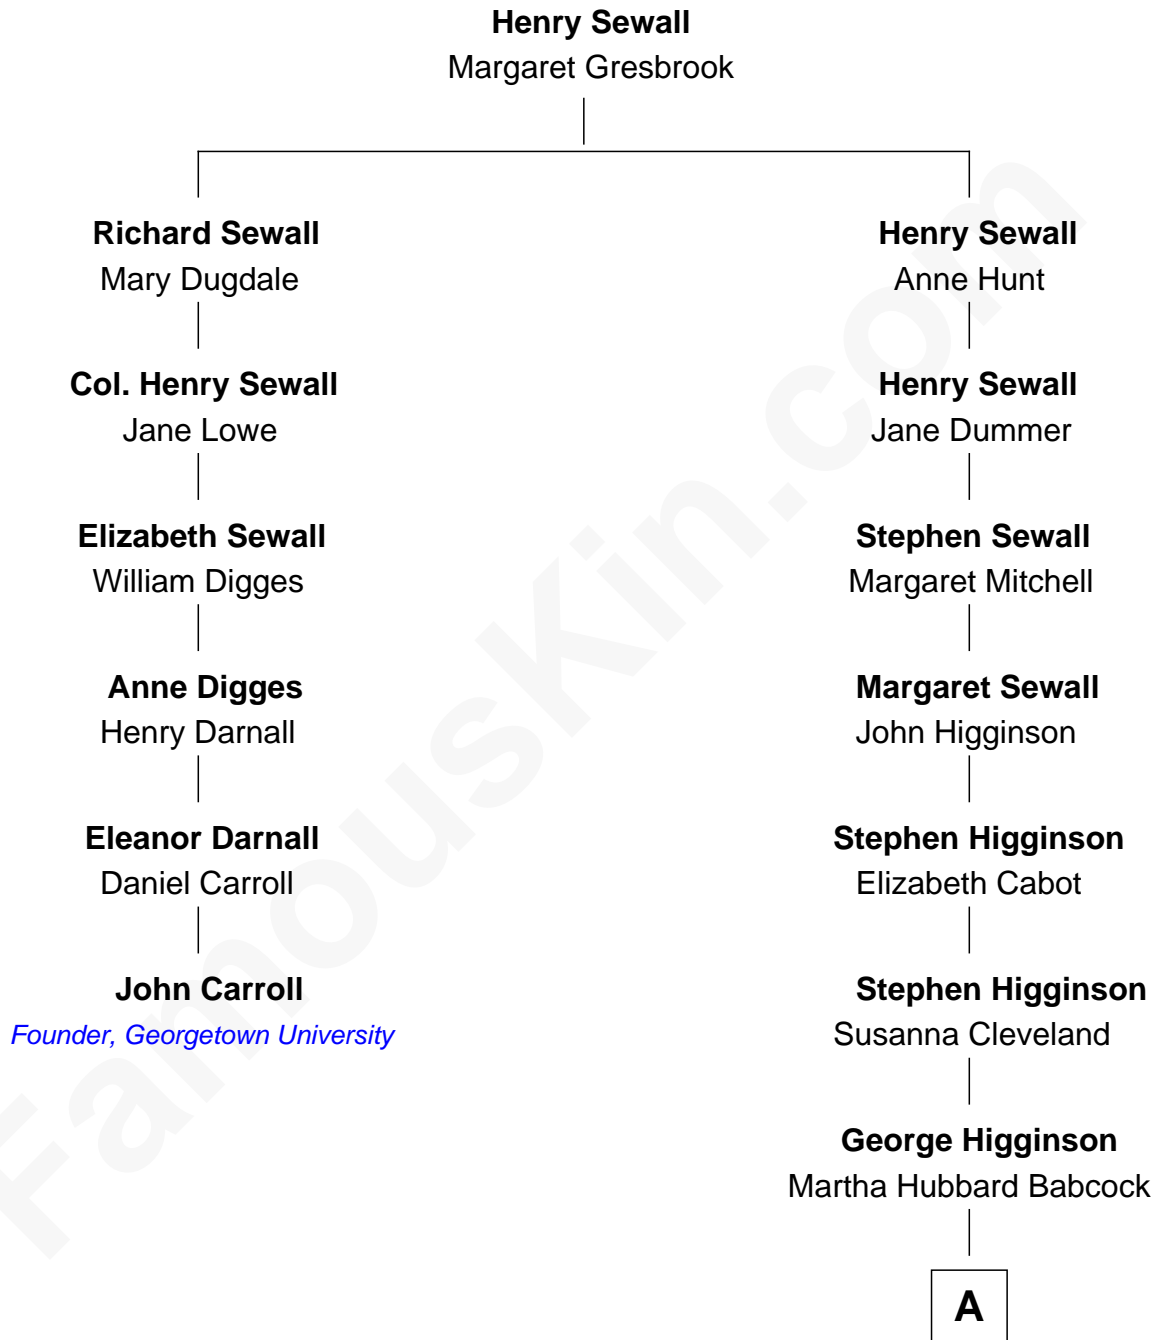 Henry Sewall
Margaret Gresbrook
Richard Sewall
Mary Dugdale
Henry Sewall
Anne Hunt
Col. Henry Sewall
Jane Lowe
Henry Sewall
Jane Dummer
Elizabeth Sewall
William Digges
Stephen Sewall
Margaret Mitchell
Anne Digges
Henry Darnall
Margaret Sewall
John Higginson
Eleanor Darnall
Daniel Carroll
Stephen Higginson
Elizabeth Cabot
John Carroll
Founder, Georgetown University
Stephen Higginson
Susanna Cleveland
George Higginson
Martha Hubbard Babcock
A
FamousKin.com